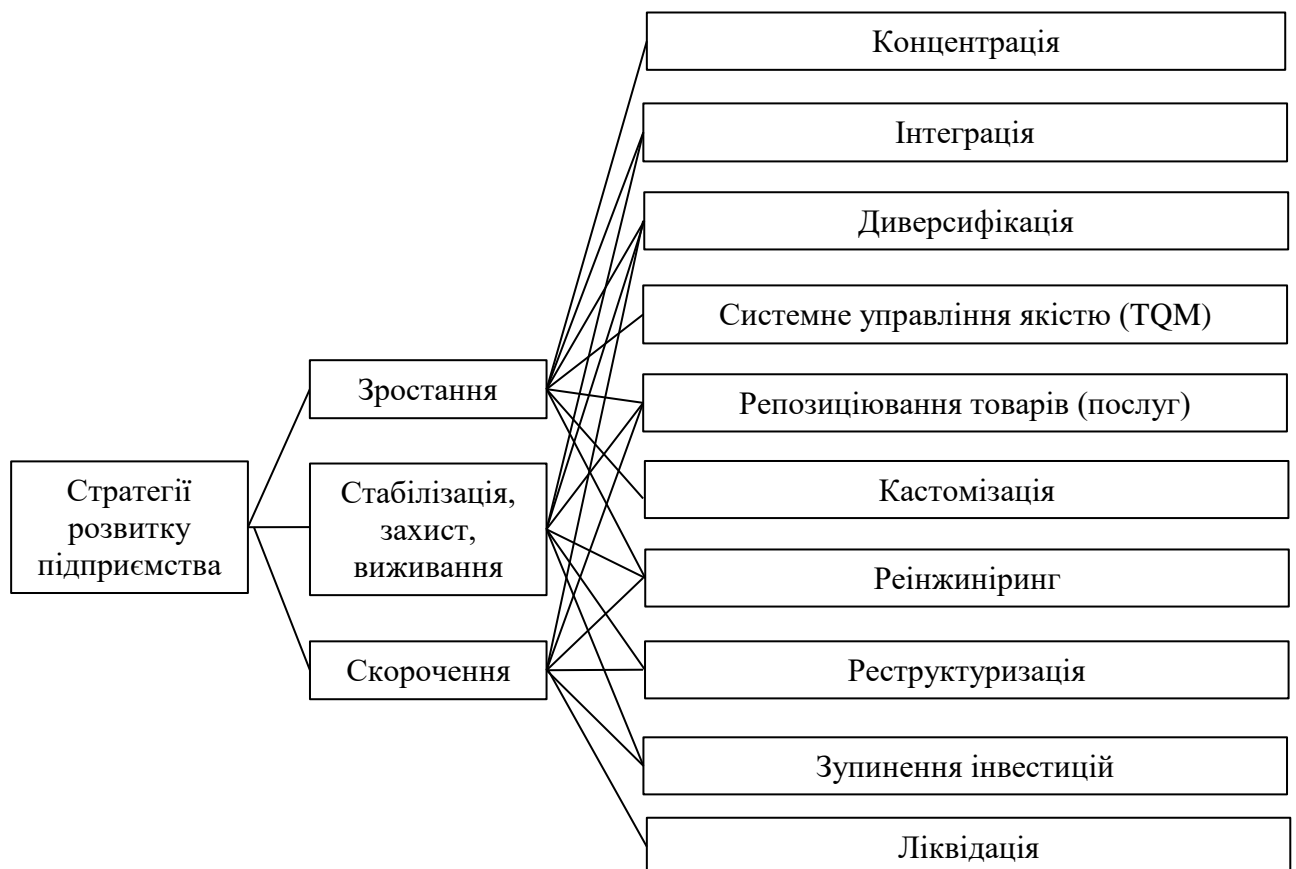 Концентрація
Інтеграція
Диверсифікація
Системне управління якістю (TQM)
Зростання
Репозиціювання товарів (послуг)
Стратегії
розвитку
підприємства
Стабілізація,
захист,
виживання
Кастомізація
Реінжиніринг
Скорочення
Реструктуризація
Зупинення інвестицій
Ліквідація